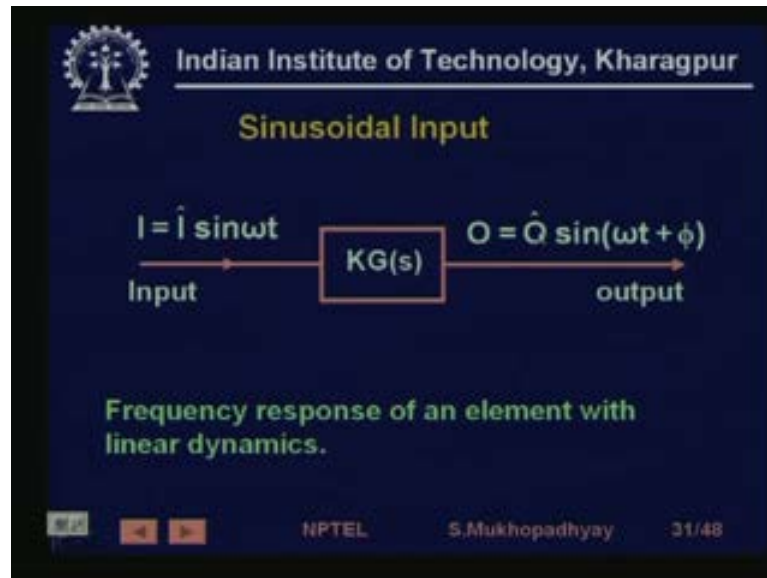 Indian Institute of Technology, Kharagpur
Sinusoidal Input
I = Î sinωt
O = Q̂ sin(ωt + ϕ)
KG(s)
Input
output
Frequency response of an element with
linear dynamics.
NPTEL S.Mukhopadhyay 31/48